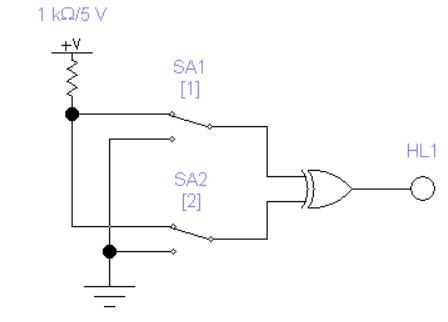 1 kΩ/5 V
+V
SA1
[1]
HL1
SA2
[2]